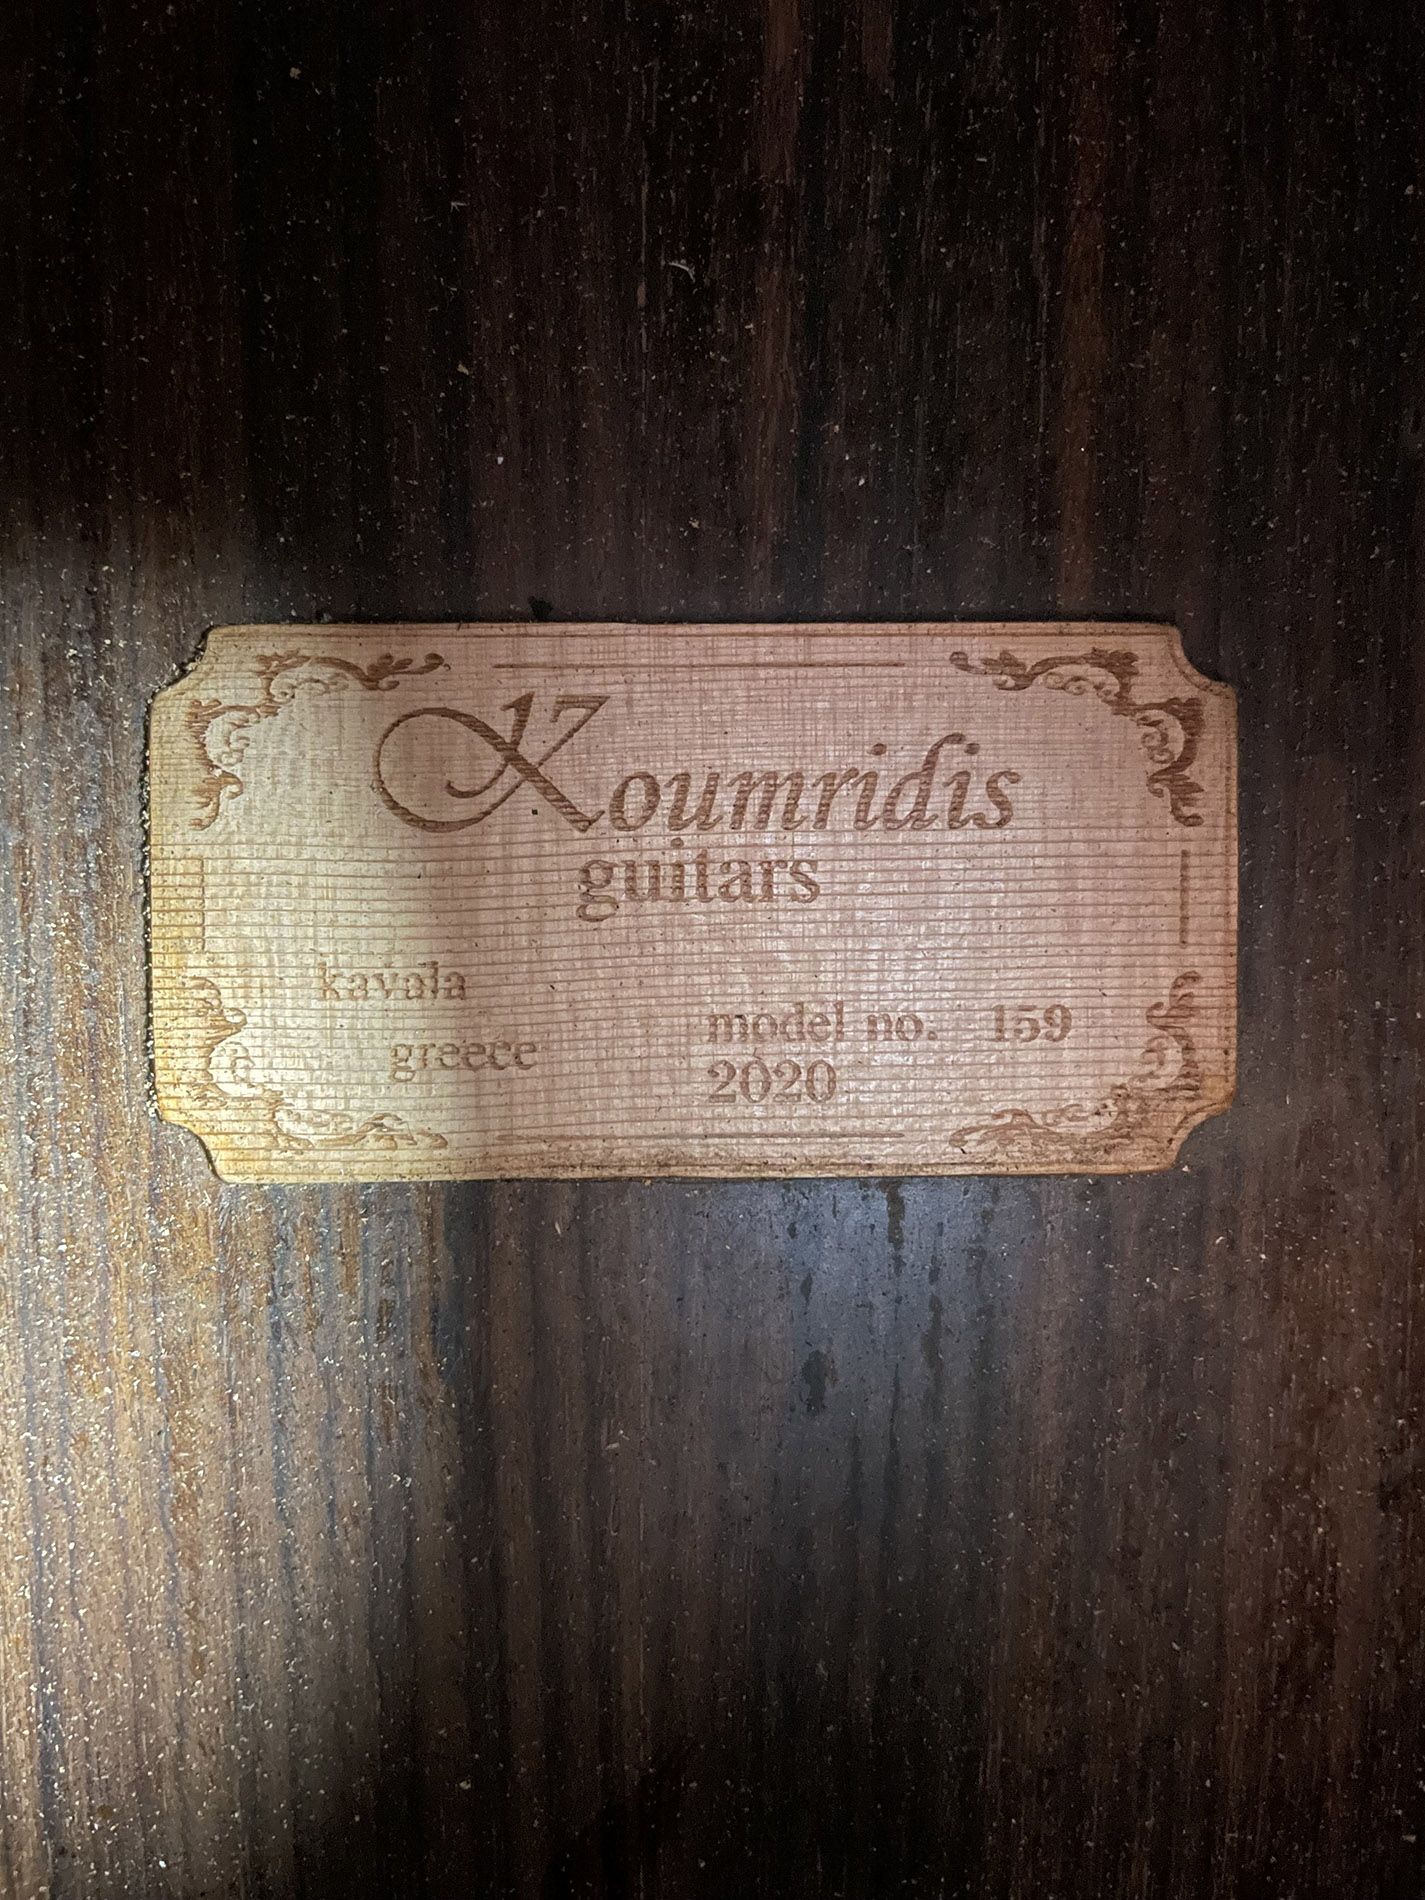 Koumridis
guitars
kavala
greece
model no. 159
2020